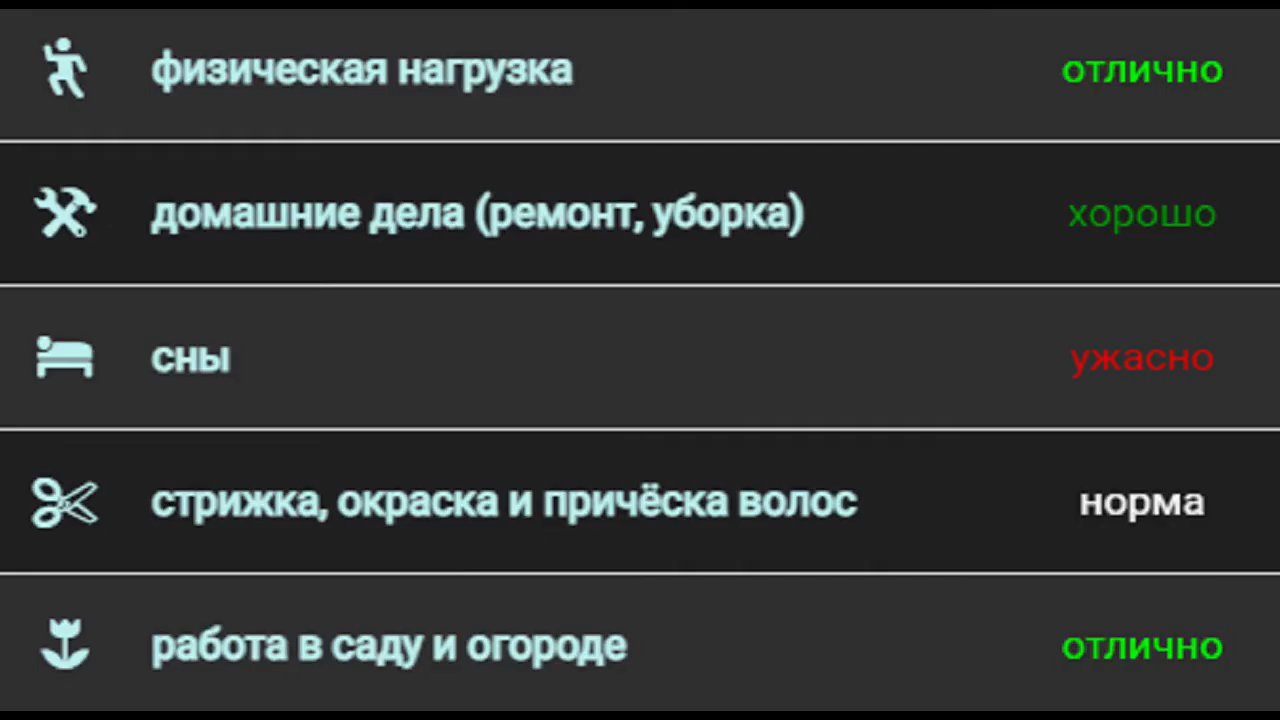 физическая нагрузка отлично
домашние дела (ремонт, уборка) хорошо
сны ужасно
стрижка, окраска и причёска волос норма
работа в саду и огороде отлично